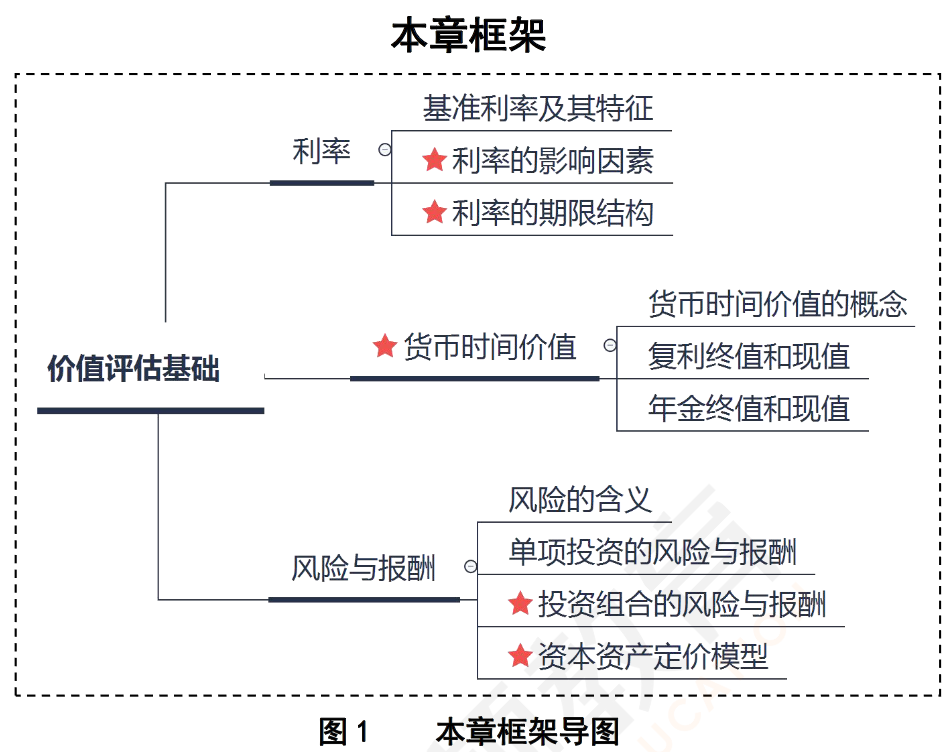 本章框架
基准利率及其特征
利率
利率的影响因素
利率的期限结构
价值评估基础
货币时间价值
货币时间价值的概念
复利终值和现值
年金终值和现值
风险与报酬
风险的含义
单项投资的风险与报酬
投资组合的风险与报酬
资本资产定价模型
图 1 本章框架导图